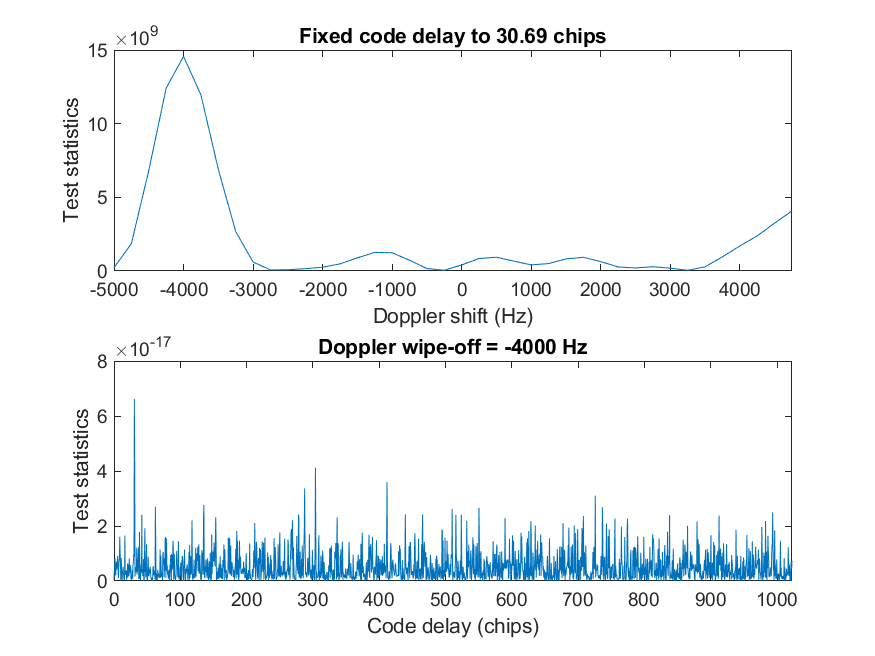 ×10^9
Fixed code delay to 30.69 chips
15
10
5
0
Test statistics
-5000 -4000 -3000 -2000 -1000 0 1000 2000 3000 4000
Doppler shift (Hz)
×10^-17
Doppler wipe-off = -4000 Hz
8
6
4
2
0
Test statistics
0 100 200 300 400 500 600 700 800 900 1000
Code delay (chips)